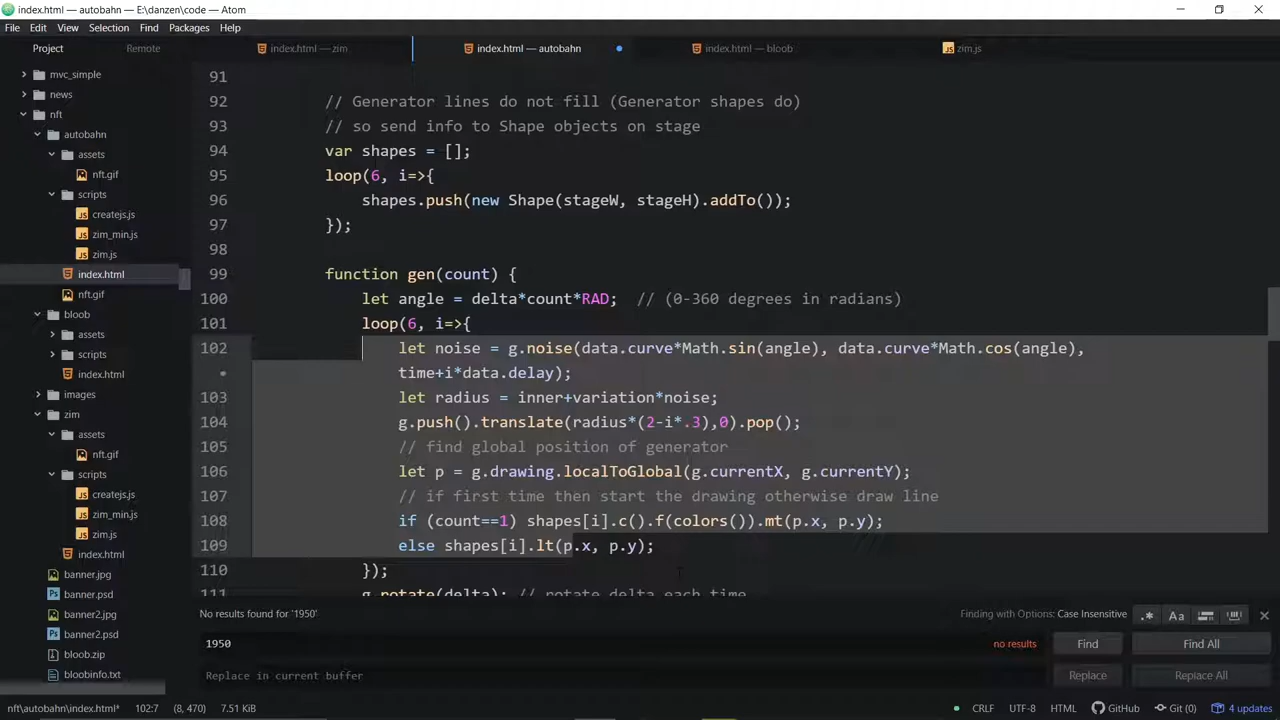 index.html — autobahn — E:\danzen\code — Atom
File Edit View Selection Find Packages Help
Project Remote
index.html — zim index.html — autobahn index.html — bloob zim.js
mvc_simple
news
nft
autobahn
assets
nft.gif
scripts
createjs.js
zim_min.js
zim.js
index.html
nft.gif
bloob
assets
scripts
index.html
images
zim
assets
nft.gif
scripts
createjs.js
zim_min.js
zim.js
index.html
banner.jpg
banner.psd
banner2.jpg
banner2.psd
bloob.zip
bloobinfo.txt
91
92 // Generator lines do not fill (Generator shapes do)
93 // so send info to Shape objects on stage
94 var shapes = [];
95 loop(6, i=>{
96 shapes.push(new Shape(stageW, stageH).addTo());
97 });
98
99 function gen(count) {
100 let angle = delta*count*RAD; // (0-360 degrees in radians)
101 loop(6, i=>{
102 let noise = g.noise(data.curve*Math.sin(angle), data.curve*Math.cos(angle),
• time+i*data.delay);
103 let radius = inner+variation*noise;
104 g.push().translate(radius*(2-i*.3),0).pop();
105 // find global position of generator
106 let p = g.drawing.localToGlobal(g.currentX, g.currentY);
107 // if first time then start the drawing otherwise draw line
108 if (count==1) shapes[i].c().f(colors()).mt(p.x, p.y);
109 else shapes[i].lt(p.x, p.y);
110 });
111 g.rotate(delta); // rotate delta each time
No results found for '1950' Finding with Options: Case Insensitive .* Aa
1950 no results Find Find All
Replace in current buffer Replace Replace All
nft\autobahn\index.html* 102:7 (8, 470) 7.51 KiB CRLF UTF-8 HTML GitHub Git (0) 4 updates